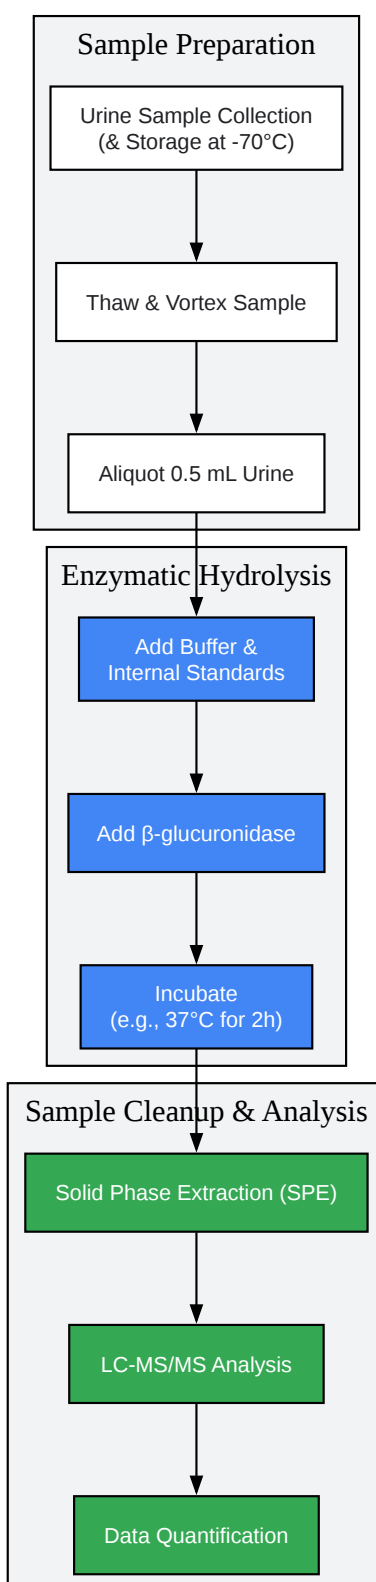 Sample Preparation
Urine Sample Collection
(& Storage at -70°C)
Thaw & Vortex Sample
Aliquot 0.5 mL Urine
Enzymatic Hydrolysis
Add Buffer &
Internal Standards
Add β-glucuronidase
Incubate
(e.g., 37°C for 2h)
Sample Cleanup & Analysis
Solid Phase Extraction (SPE)
LC-MS/MS Analysis
Data Quantification